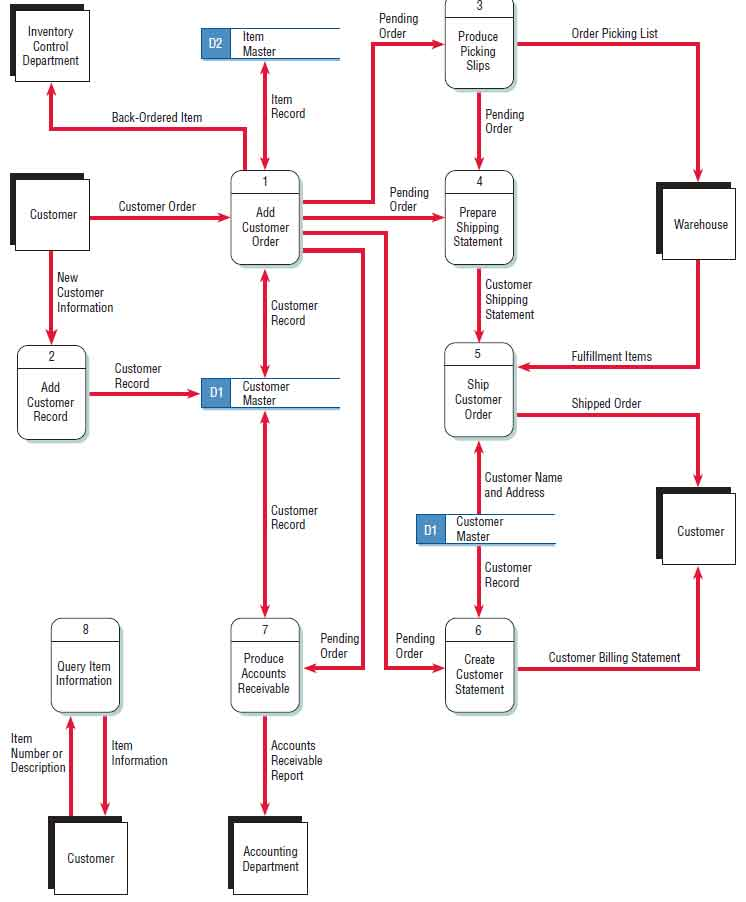 3
Pending
Order
Inventory
Control
Department
D2
Item
Master
Produce
Picking
Slips
Order Picking List
Item
Record
Back-Ordered Item
Pending
Order
1
4
Customer
Customer Order
Add
Customer
Order
Pending
Order
Prepare
Shipping
Statement
Warehouse
New
Customer
Information
Customer
Record
Customer
Shipping
Statement
2
Add
Customer
Record
Customer
Record
D1
Customer
Master
5
Ship
Customer
Order
Fulfillment Items
Shipped Order
Customer
Record
Customer Name
and Address
D1
Customer
Master
Customer
Customer
Record
8
Query Item
Information
7
Produce
Accounts
Receivable
Pending
Order
Pending
Order
6
Create
Customer
Statement
Customer Billing Statement
Item
Number or
Description
Item
Information
Accounts
Receivable
Report
Customer
Accounting
Department